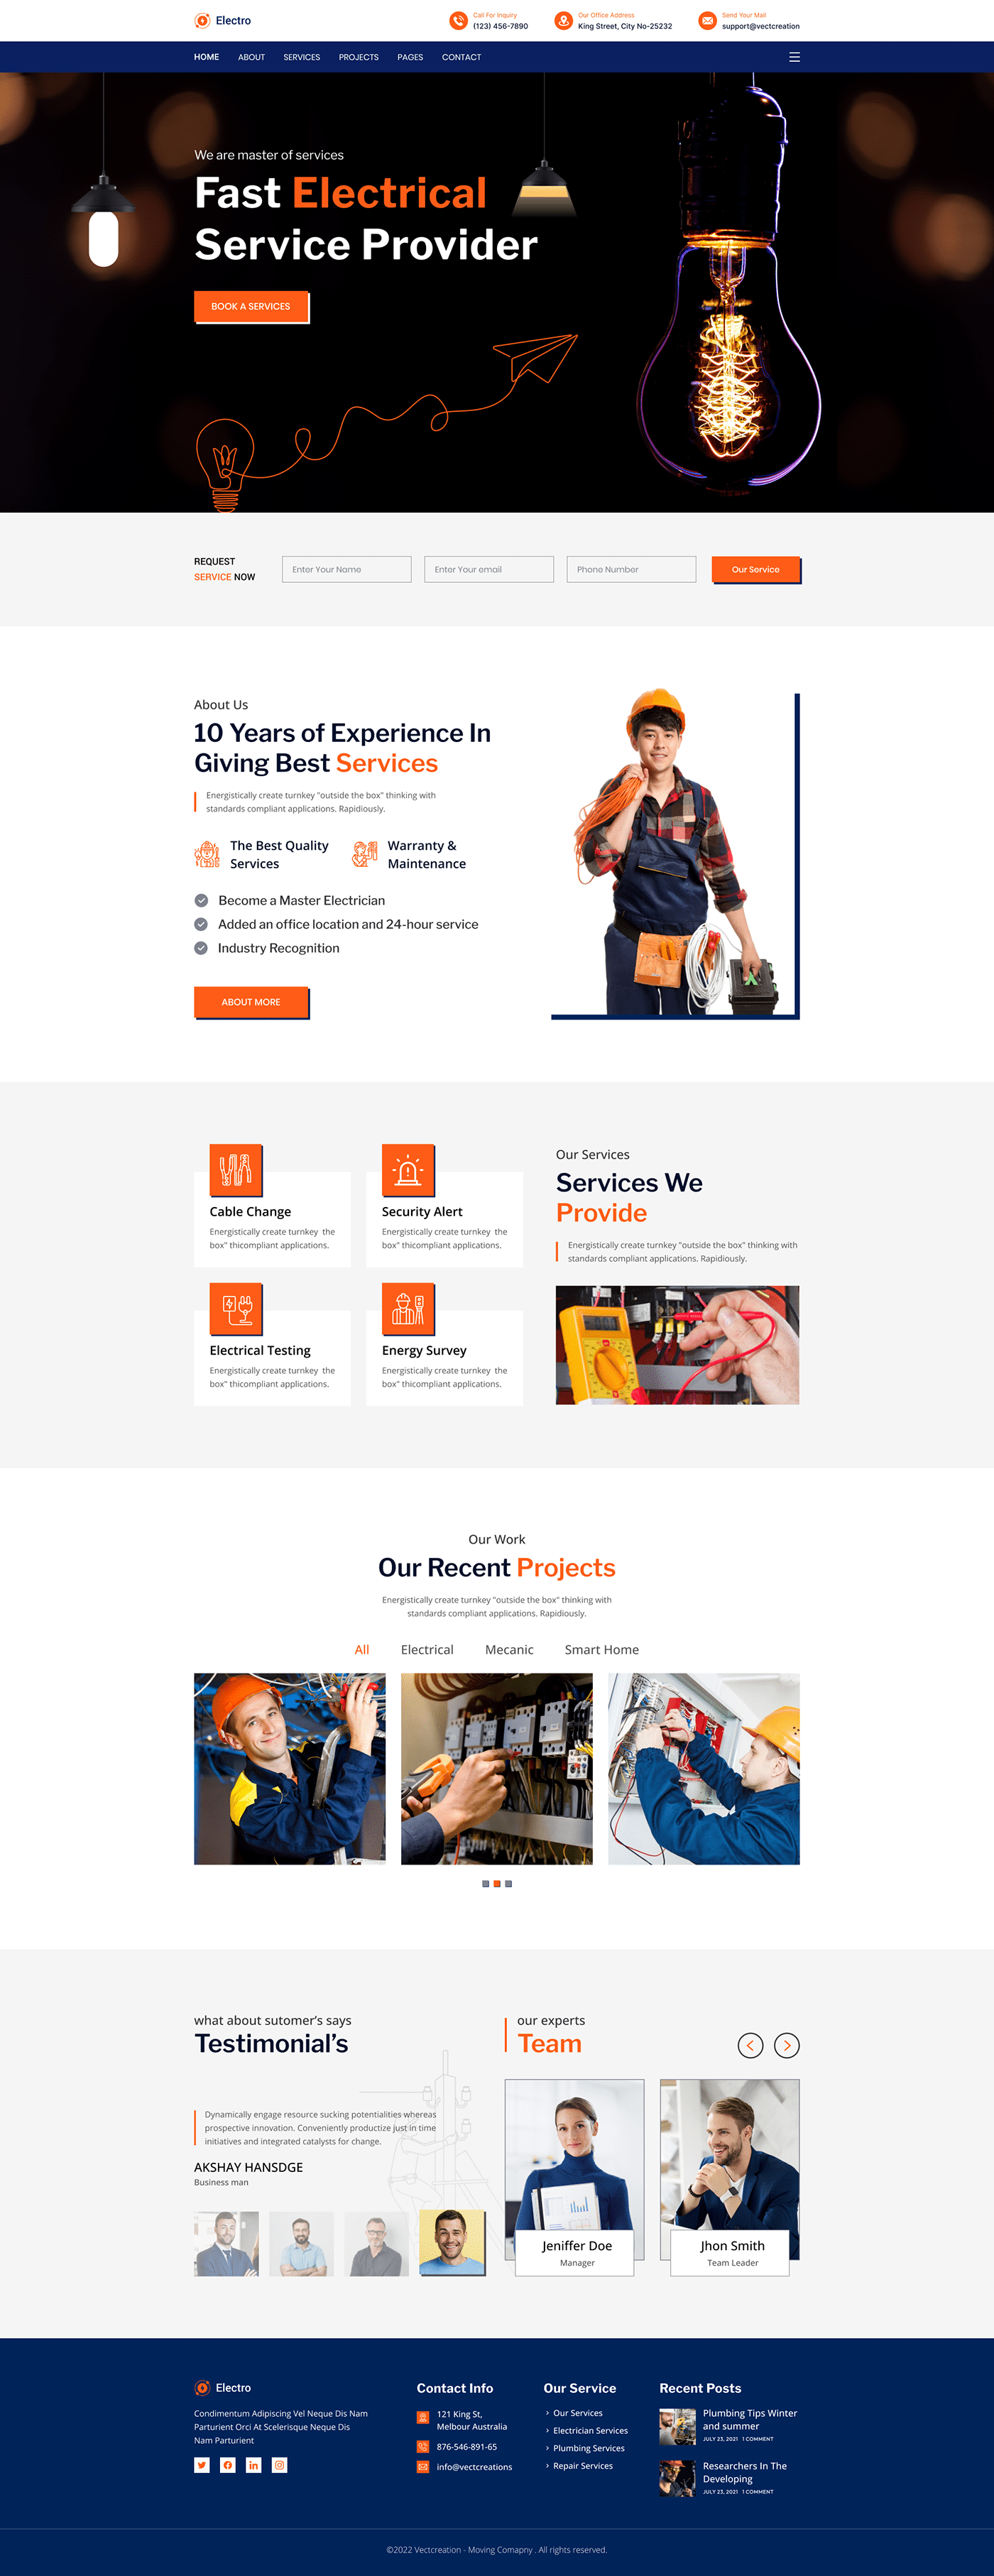 Electro
Call For Inquiry
(123) 456-7890
Our Office Address
King Street, City No-25232
Send Your Mail
support@vectcreation
HOME ABOUT SERVICES PROJECTS PAGES CONTACT
We are master of services
Fast Electrical
Service Provider
BOOK A SERVICES
REQUEST
SERVICE NOW
Enter Your Name
Enter Your email
Phone Number
Our Service
About Us
10 Years of Experience In
Giving Best Services
Energistically create turnkey "outside the box" thinking with
standards compliant applications. Rapidiously.
The Best Quality
Services
Warranty &
Maintenance
Become a Master Electrician
Added an office location and 24-hour service
Industry Recognition
ABOUT MORE
Cable Change
Energistically create turnkey the
box" thicompliant applications.
Security Alert
Energistically create turnkey the
box" thicompliant applications.
Electrical Testing
Energistically create turnkey the
box" thicompliant applications.
Energy Survey
Energistically create turnkey the
box" thicompliant applications.
Our Services
Services We
Provide
Energistically create turnkey "outside the box" thinking with
standards compliant applications. Rapidiously.
Our Work
Our Recent Projects
Energistically create turnkey "outside the box" thinking with
standards compliant applications. Rapidiously.
All Electrical Mecanic Smart Home
what about sutomer's says
Testimonial's
Dynamically engage resource sucking potentialities whereas
prospective innovation. Conveniently productize just in time
initiatives and integrated catalysts for change.
AKSHAY HANSDGE
Business man
our experts
Team
Jeniffer Doe
Manager
Jhon Smith
Team Leader
Electro
Condimentum Adipiscing Vel Neque Dis Nam
Parturient Orci At Scelerisque Neque Dis
Nam Parturient
Contact Info
121 King St,
Melbour Australia
876-546-891-65
info@vectcreations
Our Service
Our Services
Electrician Services
Plumbing Services
Repair Services
Recent Posts
Plumbing Tips Winter
and summer
JULY 23, 2021 1 COMMENT
Researchers In The
Developing
JULY 23, 2021 1 COMMENT
©2022 Vectcreation - Moving Comapny . All rights reserved.